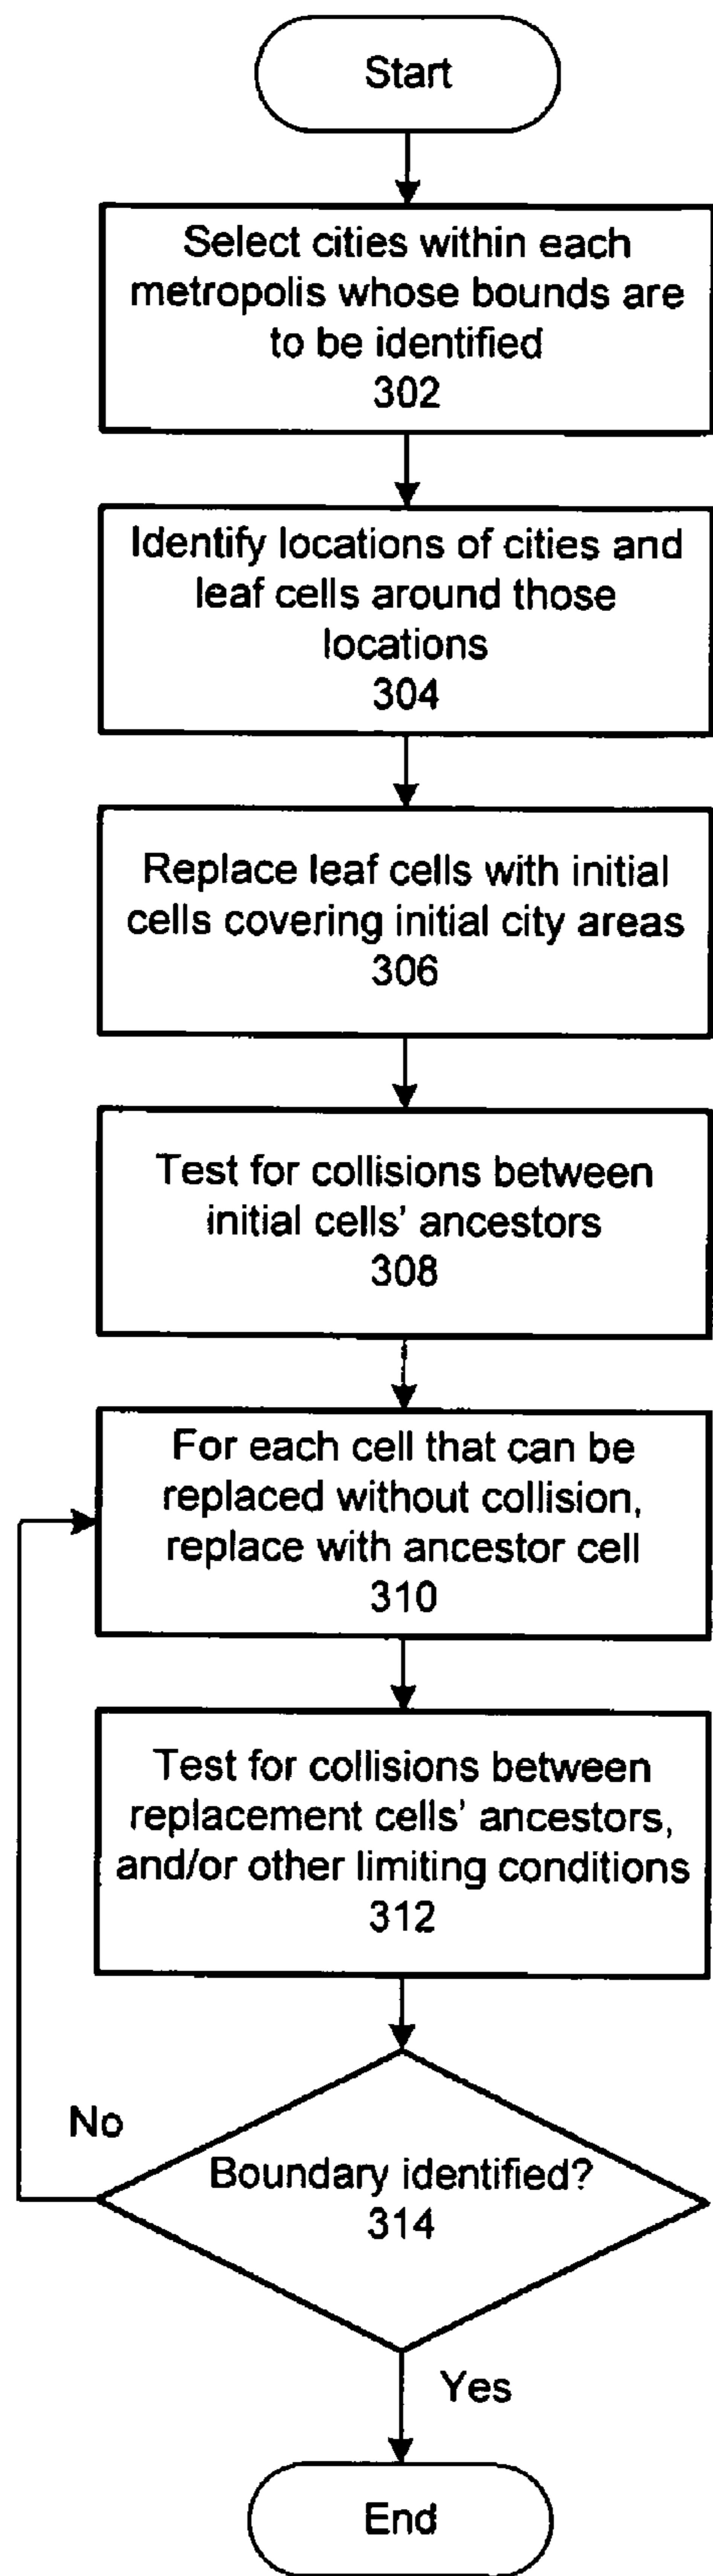 Start
Select cities within each
metropolis whose bounds are
to be identified
302
Identify locations of cities and
leaf cells around those
locations
304
Replace leaf cells with initial
cells covering initial city areas
306
Test for collisions between
initial cells' ancestors
308
For each cell that can be
replaced without collision,
replace with ancestor cell
310
Test for collisions between
replacement cells' ancestors,
and/or other limiting conditions
312
No
Boundary identified?
314
Yes
End